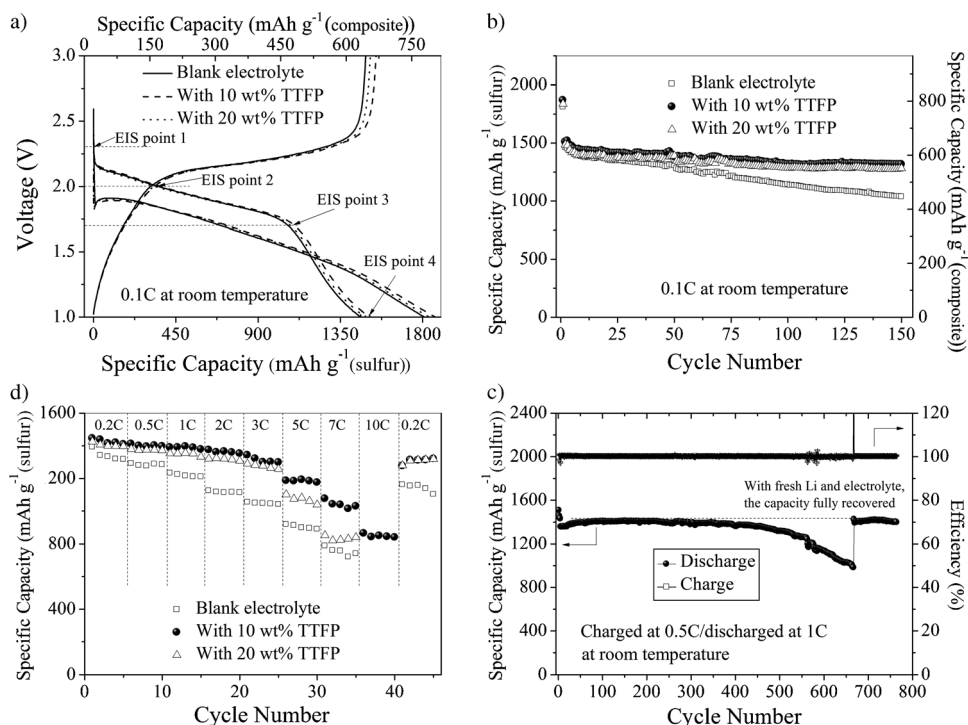 a)
Specific Capacity (mAh g⁻¹(composite)
0 150 300 450 600 750
3.0
2.5
2.0
1.5
1.0
Voltage (V)
Blank electrolyte
With 10 wt% TTFP
With 20 wt% TTFP
EIS point 1
EIS point 2
EIS point 3
EIS point 4
0.1C at room temperature
0 450 900 1350 1800
Specific Capacity (mAh g⁻¹(sulfur))
b)
Specific Capacity (mAh g⁻¹(sulfur))
2000
1500
1000
500
0
Blank electrolyte
With 10 wt% TTFP
With 20 wt% TTFP
0.1C at room temperature
800
600
400
200
0
Specific Capacity (mAh g⁻¹(composite))
0 25 50 75 100 125 150
Cycle Number
d)
Specific Capacity (mAh g⁻¹(sulfur))
1600
1200
800
400
0
0.2C 0.5C 1C 2C 3C 5C 7C 10C 0.2C
Blank electrolyte
With 10 wt% TTFP
With 20 wt% TTFP
0 10 20 30 40
Cycle Number
c)
Specific Capacity (mAh g⁻¹(sulfur))
2400
2000
1600
1200
800
400
0
With fresh Li and electrolyte,
the capacity fully recovered
Discharge
Charge
Charged at 0.5C/discharged at 1C
at room temperature
120
100
80
60
40
20
0
Efficiency (%)
0 100 200 300 400 500 600 700 800
Cycle Number